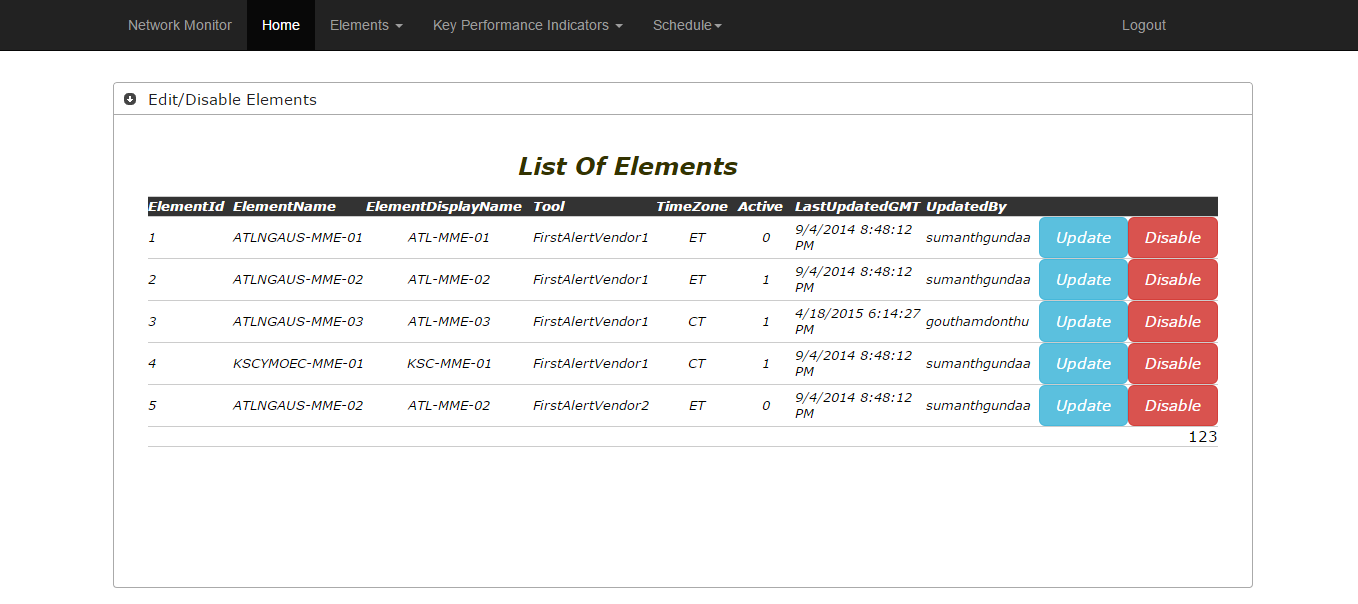 Network Monitor Home Elements Key Performance Indicators Schedule Logout
Edit/Disable Elements
List Of Elements
ElementId ElementName ElementDisplayName Tool TimeZone Active LastUpdatedGMT UpdatedBy
1 ATLNGAUS-MME-01 ATL-MME-01 FirstAlertVendor1 ET 0 9/4/2014 8:48:12 PM sumanthgundaa Update Disable
2 ATLNGAUS-MME-02 ATL-MME-02 FirstAlertVendor1 ET 1 9/4/2014 8:48:12 PM sumanthgundaa Update Disable
3 ATLNGAUS-MME-03 ATL-MME-03 FirstAlertVendor1 CT 1 4/18/2015 6:14:27 PM gouthamdonthu Update Disable
4 KSCYMOEC-MME-01 KSC-MME-01 FirstAlertVendor1 CT 1 9/4/2014 8:48:12 PM sumanthgundaa Update Disable
5 ATLNGAUS-MME-02 ATL-MME-02 FirstAlertVendor2 ET 0 9/4/2014 8:48:12 PM sumanthgundaa Update Disable
123